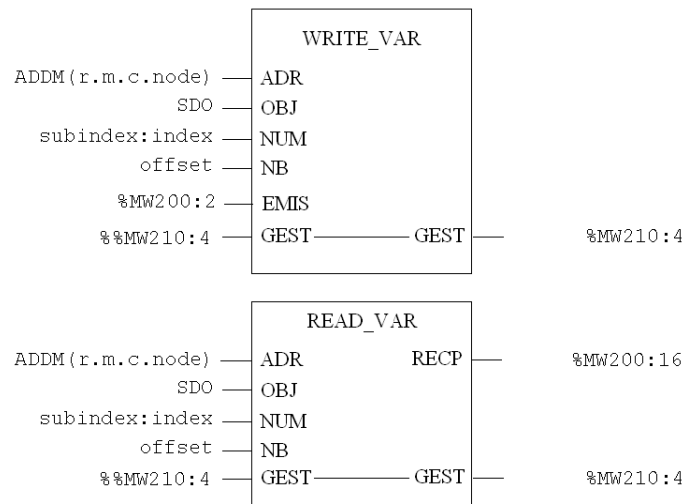 WRITE_VAR
ADDM(r.m.c.node) ADR
SDO OBJ
subindex:index NUM
offset NB
%MW200:2 EMIS
%%MW210:4 GEST GEST %MW210:4
READ_VAR
ADDM(r.m.c.node) ADR RECP %MW200:16
SDO OBJ
subindex:index NUM
offset NB
%%MW210:4 GEST GEST %MW210:4